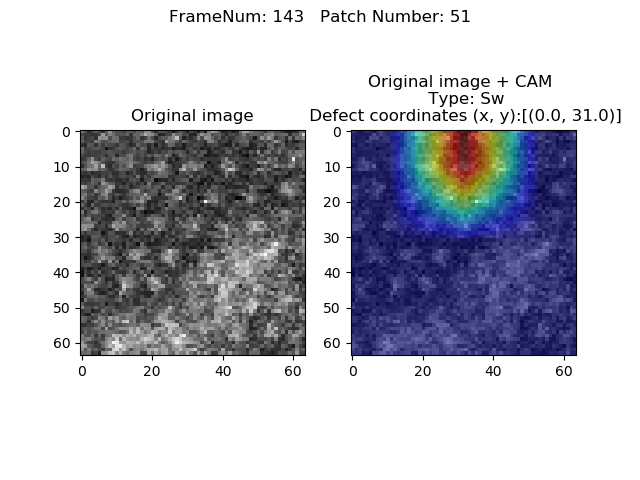 FrameNum: 143   Patch Number: 51
Original image
0
10
20
30
40
50
60
0 20 40 60
Original image + CAM
Type: Sw
Defect coordinates (x, y):[(0.0, 31.0)]
0
10
20
30
40
50
60
0 20 40 60